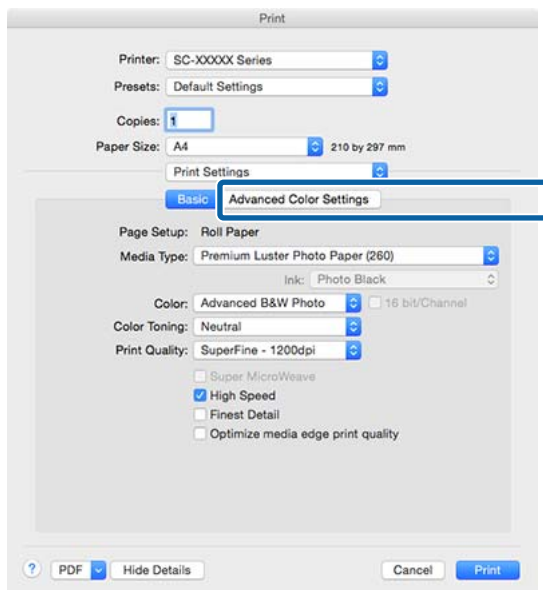 Print
Printer: SC-XXXXX Series
Presets: Default Settings
Copies: 1
Paper Size: A4 210 by 297 mm
Print Settings
Basic Advanced Color Settings
Page Setup: Roll Paper
Media Type: Premium Luster Photo Paper (260)
Ink: Photo Black
Color: Advanced B&W Photo 16 bit/Channel
Color Toning: Neutral
Print Quality: SuperFine - 1200dpi
Super MicroWeave
High Speed
Finest Detail
Optimize media edge print quality
? PDF Hide Details Cancel Print